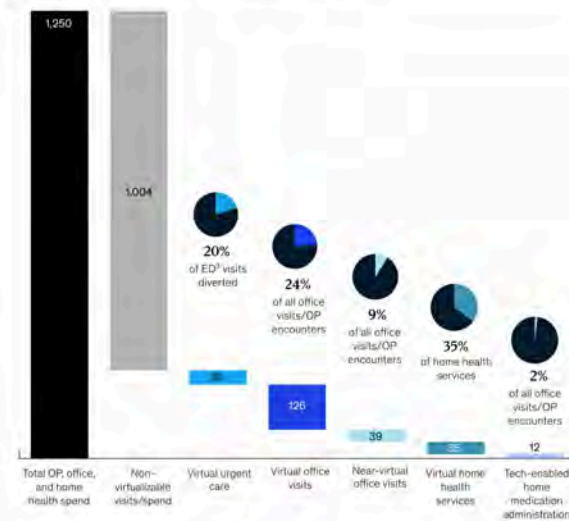 1,250
1,004
20%
of ED³ visits
diverted
24%
of all office
visits/OP
encounters
9%
of all office
visits/OP
encounters
35%
of home health
services
2%
of all office
visits/OP
encounters
126
39
35
12
Total OP, office,
and home
health spend
Non-
virtualizable
visits/spend
Virtual urgent
care
Virtual office
visits
Near-virtual
office visits
Virtual home
health
services
Tech-enabled
home
medication
administration